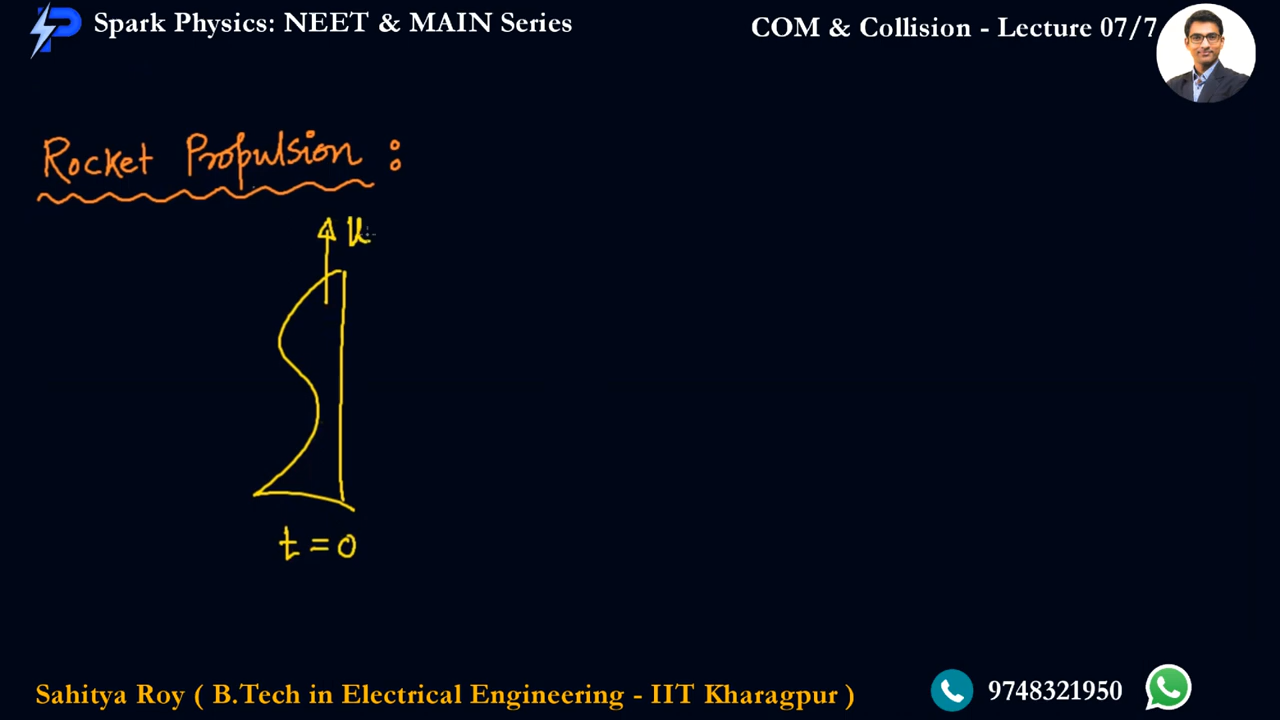 Spark Physics: NEET & MAIN Series
COM & Collision - Lecture 07/7
Rocket Propulsion :
u
t = 0
Sahitya Roy ( B.Tech in Electrical Engineering - IIT Kharagpur )
9748321950